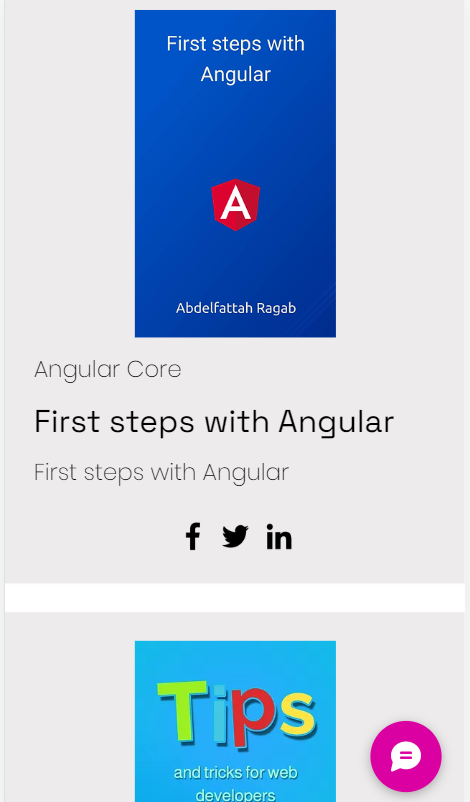 First steps with
Angular
A
Abdelfattah Ragab
Angular Core
First steps with Angular
First steps with Angular
Tips
and tricks for web
developers